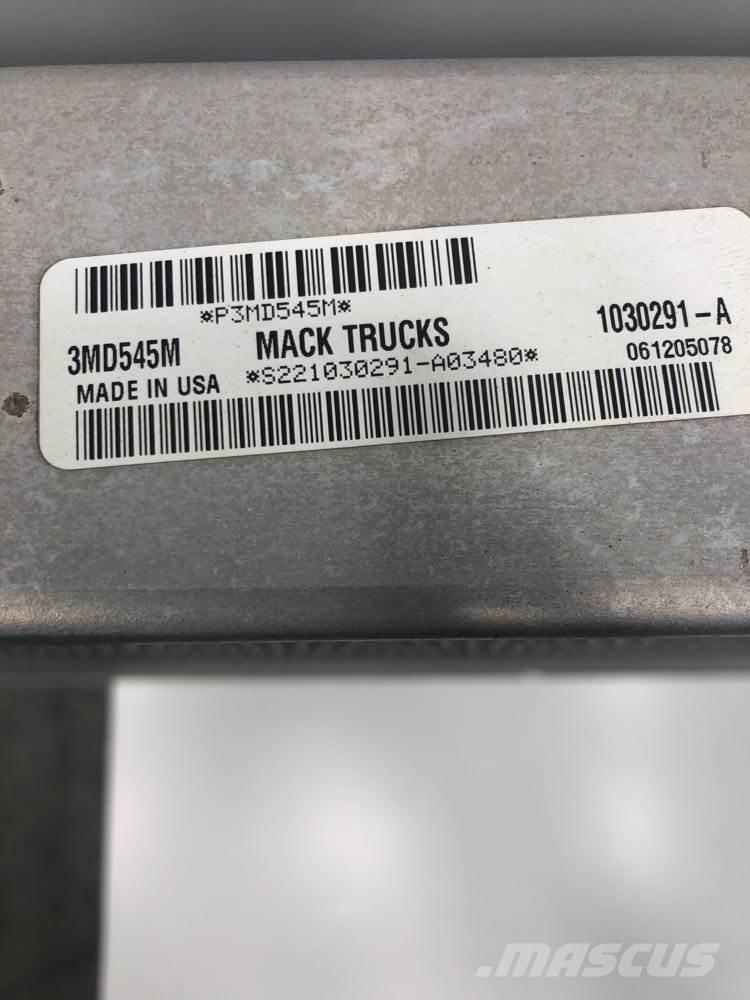 *P3MD545M*
3MD545M MACK TRUCKS 1030291-A
MADE IN USA *S221030291-A03480* 061205078
MASCUS